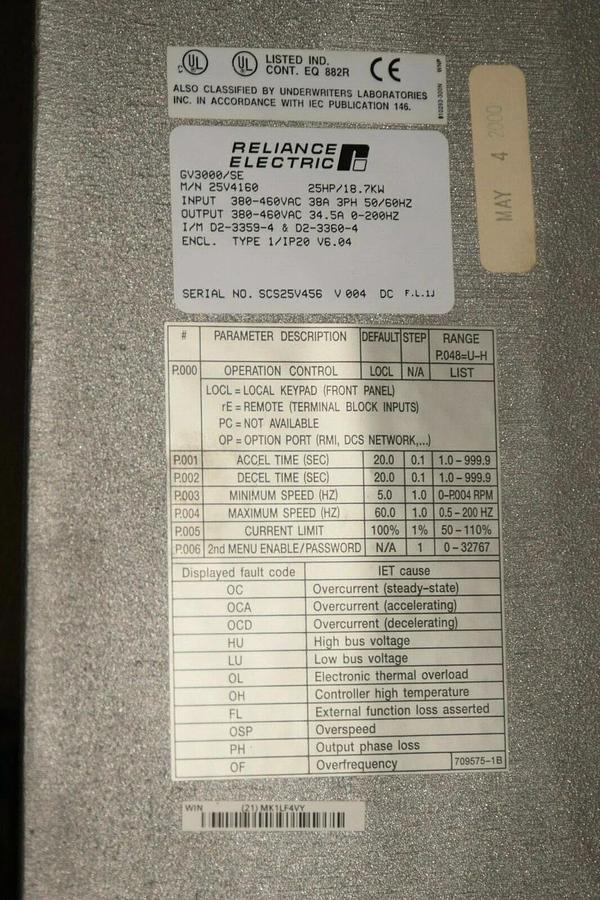 c UL UL LISTED IND.
CONT. EQ 882R CE
ALSO CLASSIFIED BY UNDERWRITERS LABORATORIES
INC. IN ACCORDANCE WITH IEC PUBLICATION 146.
WNP
MAY 4 2000
RELIANCE
ELECTRIC
GV3000/SE
M/N 25V4160 25HP/18.7KW
INPUT 380-460VAC 38A 3PH 50/60HZ
OUTPUT 380-460VAC 34.5A 0-200HZ
I/M D2-3359-4 & D2-3360-4
ENCL. TYPE 1/IP20 V6.04
SERIAL NO. SCS25V456 V 004 DC F.L.1J
# PARAMETER DESCRIPTION DEFAULT STEP RANGE
P.048=U-H
P.000 OPERATION CONTROL LOCL N/A LIST
LOCL = LOCAL KEYPAD (FRONT PANEL)
rE = REMOTE (TERMINAL BLOCK INPUTS)
PC = NOT AVAILABLE
OP = OPTION PORT (RMI, DCS NETWORK,...)
P.001 ACCEL TIME (SEC) 20.0 0.1 1.0 - 999.9
P.002 DECEL TIME (SEC) 20.0 0.1 1.0 - 999.9
P.003 MINIMUM SPEED (HZ) 5.0 1.0 0-P.004 RPM
P.004 MAXIMUM SPEED (HZ) 60.0 1.0 0.5 - 200 HZ
P.005 CURRENT LIMIT 100% 1% 50 - 110%
P.006 2nd MENU ENABLE/PASSWORD N/A 1 0 - 32767
Displayed fault code IET cause
OC Overcurrent (steady-state)
OCA Overcurrent (accelerating)
OCD Overcurrent (decelerating)
HU High bus voltage
LU Low bus voltage
OL Electronic thermal overload
OH Controller high temperature
FL External function loss asserted
OSP Overspeed
PH Output phase loss
OF Overfrequency 709575-1B
WIN (21) MK1LF4VY